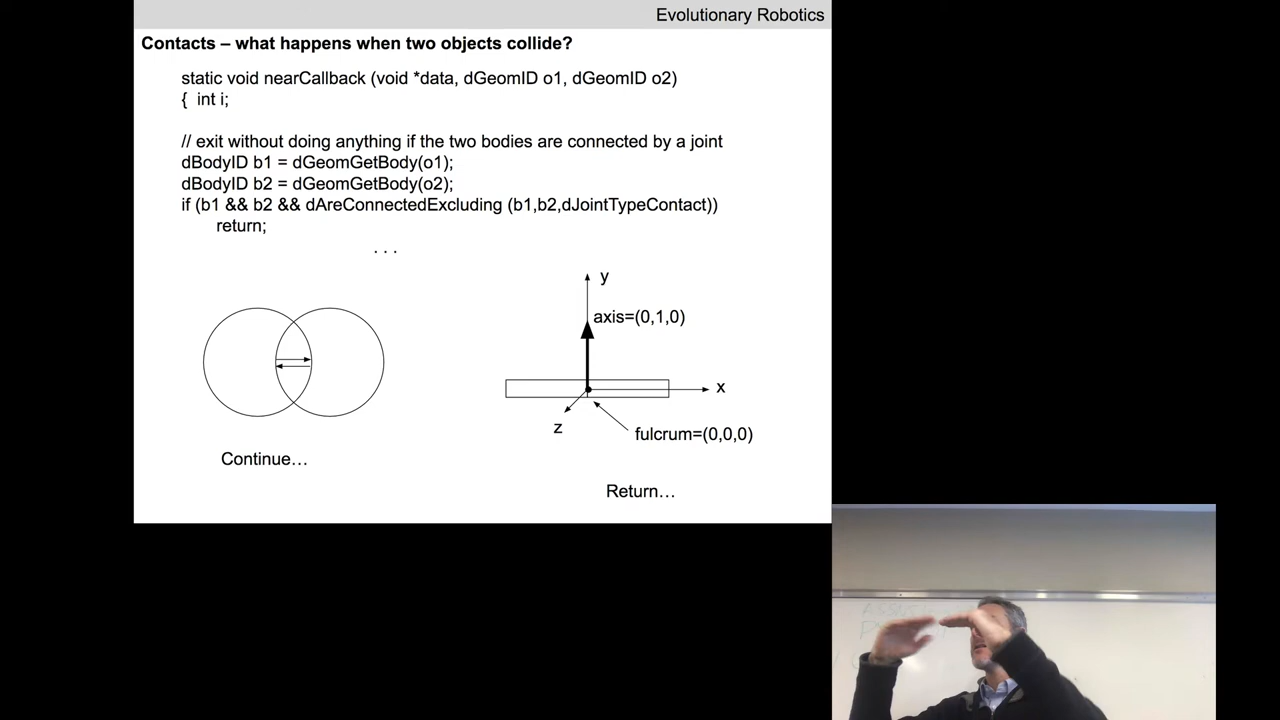 Evolutionary Robotics
Contacts – what happens when two objects collide?
static void nearCallback (void *data, dGeomID o1, dGeomID o2)
{  int i;
// exit without doing anything if the two bodies are connected by a joint
dBodyID b1 = dGeomGetBody(o1);
dBodyID b2 = dGeomGetBody(o2);
if (b1 && b2 && dAreConnectedExcluding (b1,b2,dJointTypeContact))
return;
. . .
y
axis=(0,1,0)
x
z
fulcrum=(0,0,0)
Continue…
Return…